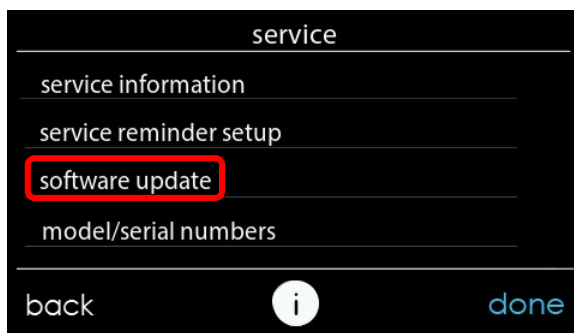 service
service information
service reminder setup
software update
model/serial numbers
back i done